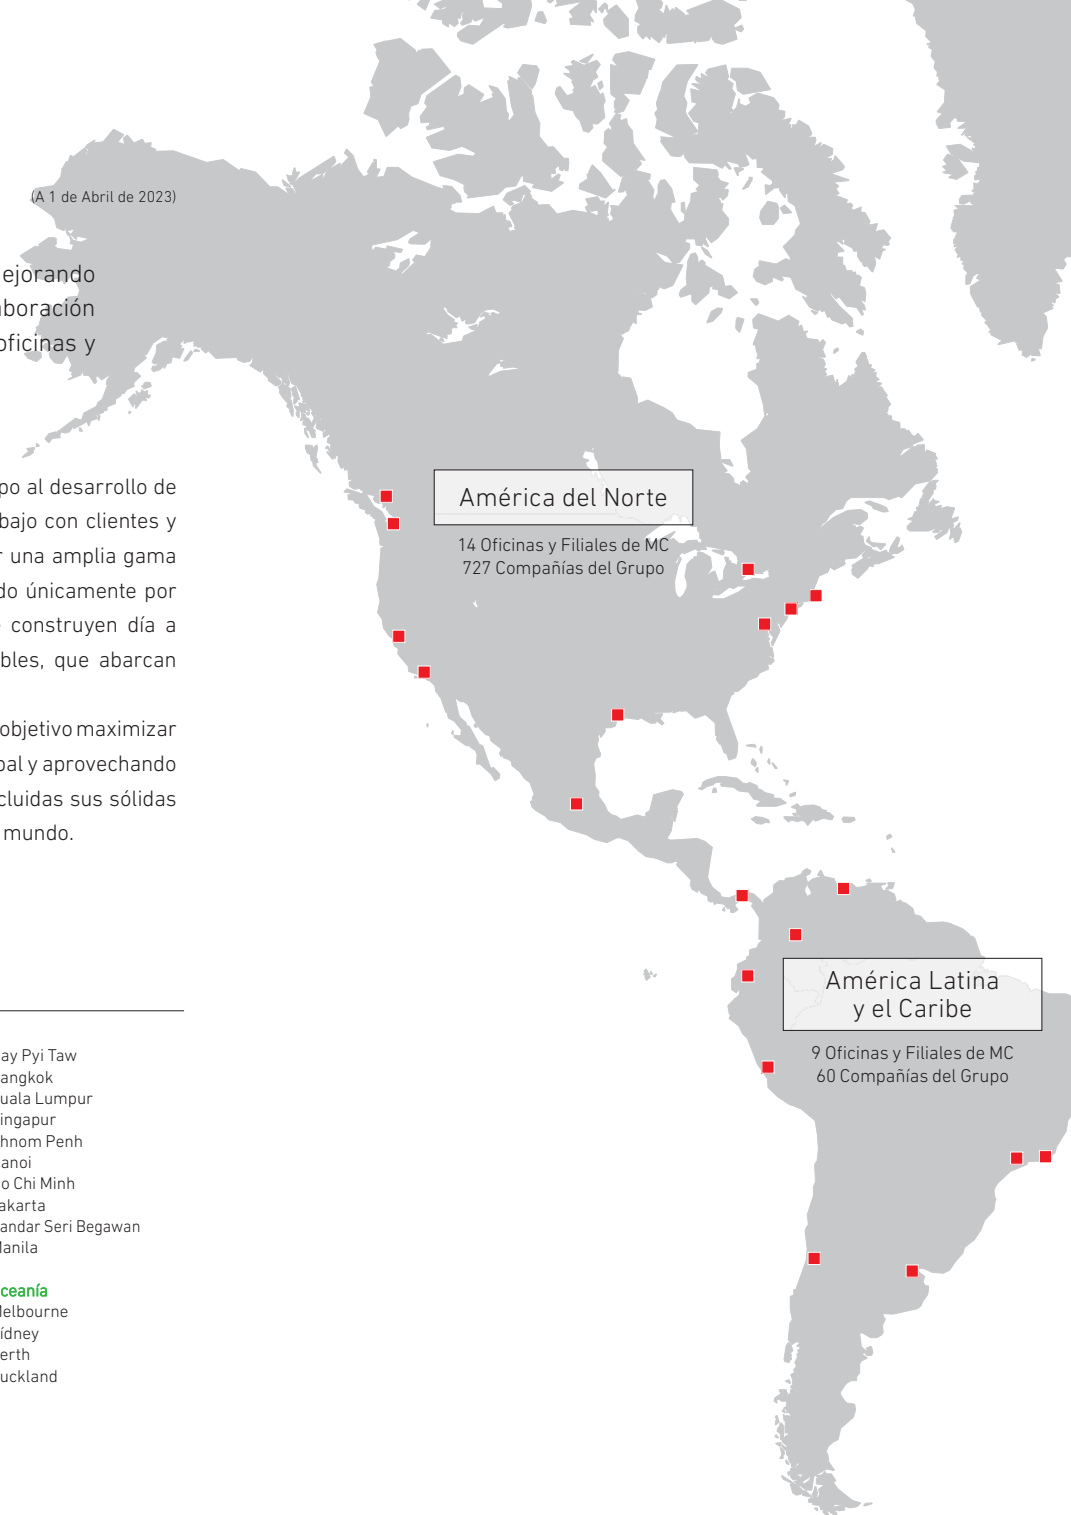 (A 1 de Abril de 2023)
ejorando
aboración
oficinas y
po al desarrollo de
bajo con clientes y
r una amplia gama
do únicamente por
construyen día a
bles, que abarcan
objetivo maximizar
bal y aprovechando
cluidas sus sólidas
mundo.
América del Norte
14 Oficinas y Filiales de MC
727 Compañías del Grupo
América Latina
y el Caribe
9 Oficinas y Filiales de MC
60 Compañías del Grupo
ay Pyi Taw
angkok
uala Lumpur
ingapur
hnom Penh
anoi
o Chi Minh
akarta
andar Seri Begawan
anila
ceanía
elbourne
ídney
erth
uckland